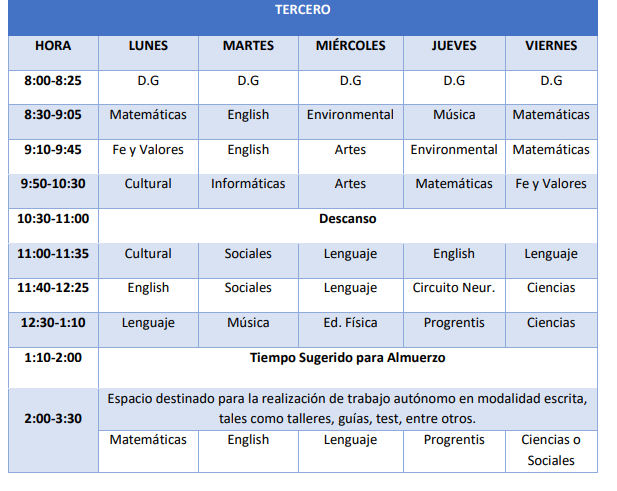 TERCERO
HORA LUNES MARTES MIÉRCOLES JUEVES VIERNES
8:00-8:25 D.G D.G D.G D.G D.G
8:30-9:05 Matemáticas English Environmental Música Matemáticas
9:10-9:45 Fe y Valores English Artes Environmental Matemáticas
9:50-10:30 Cultural Informáticas Artes Matemáticas Fe y Valores
10:30-11:00 Descanso
11:00-11:35 Cultural Sociales Lenguaje English Lenguaje
11:40-12:25 English Sociales Lenguaje Circuito Neur. Ciencias
12:30-1:10 Lenguaje Música Ed. Física Progrentis Ciencias
1:10-2:00 Tiempo Sugerido para Almuerzo
2:00-3:30
Espacio destinado para la realización de trabajo autónomo en modalidad escrita,
tales como talleres, guías, test, entre otros.
Matemáticas English Lenguaje Progrentis Ciencias o
Sociales